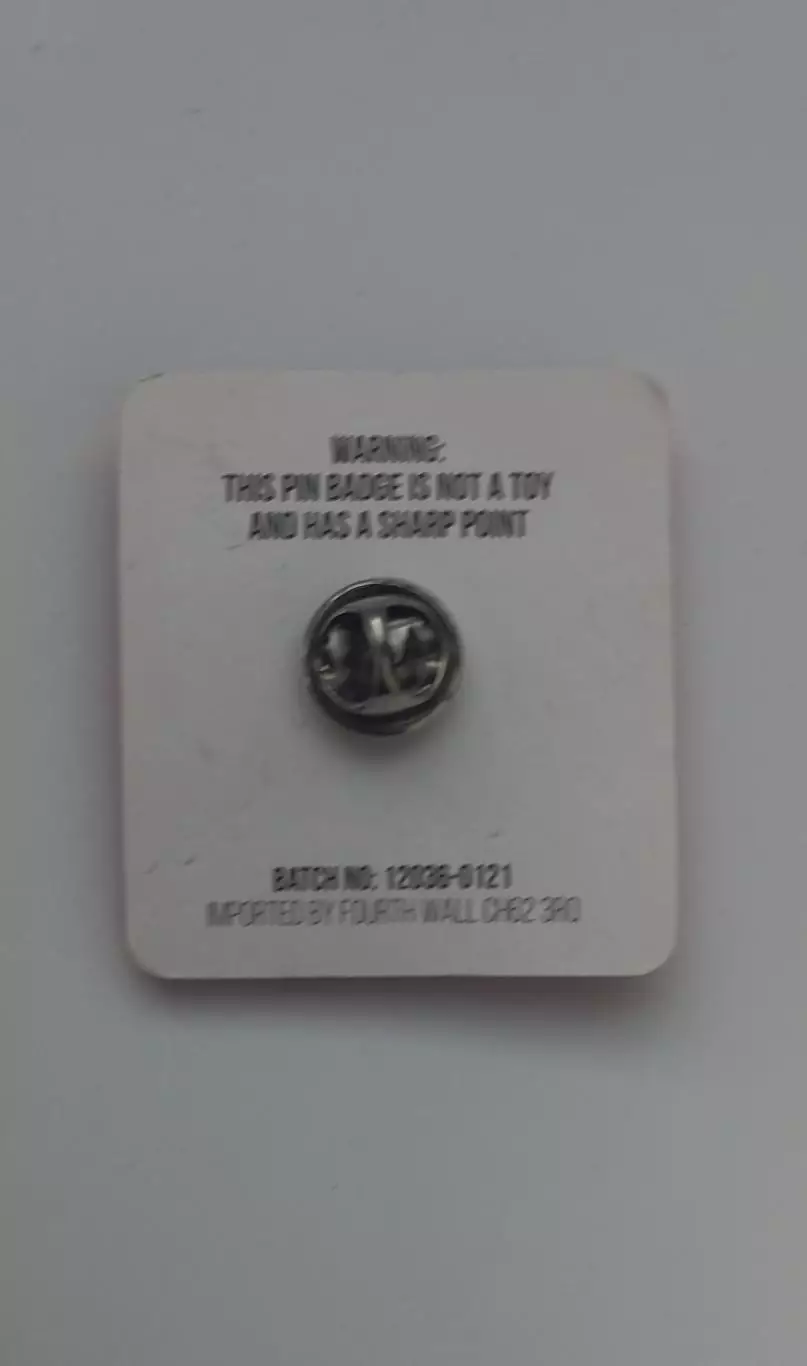 WARNING:
THIS PIN BADGE IS NOT A TOY
AND HAS A SHARP POINT
BATCH NO: 12036-0121
IMPORTED BY FOURTH WALL CH62 3RQ